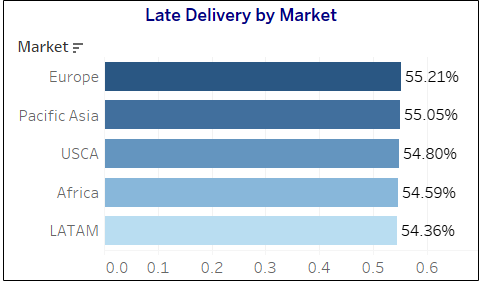 Late Delivery by Market
Market
Europe 55.21%
Pacific Asia 55.05%
USCA 54.80%
Africa 54.59%
LATAM 54.36%
0.0 0.1 0.2 0.3 0.4 0.5 0.6